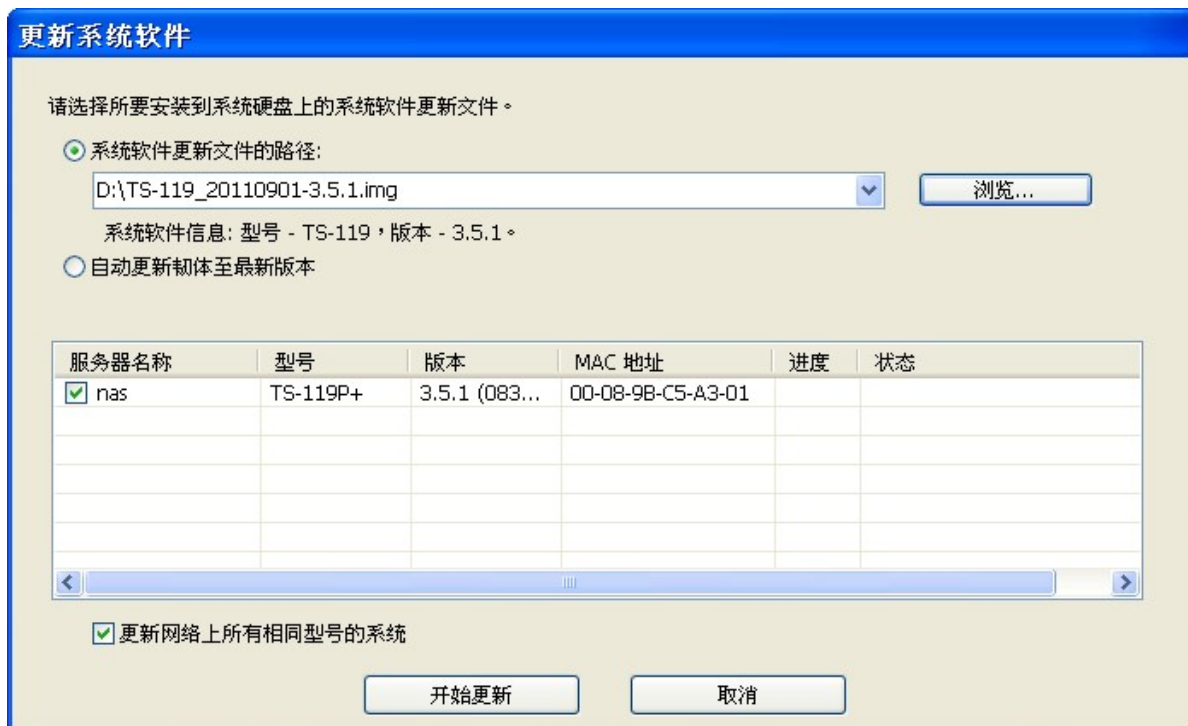 更新系统软件
请选择所要安装到系统硬盘上的系统软件更新文件。
系统软件更新文件的路径:
D:\TS-119_20110901-3.5.1.img 浏览...
系统软件信息: 型号 - TS-119，版本 - 3.5.1。
自动更新韧体至最新版本
服务器名称 型号 版本 MAC 地址 进度 状态
nas TS-119P+ 3.5.1 (083... 00-08-9B-C5-A3-01
更新网络上所有相同型号的系统
开始更新 取消